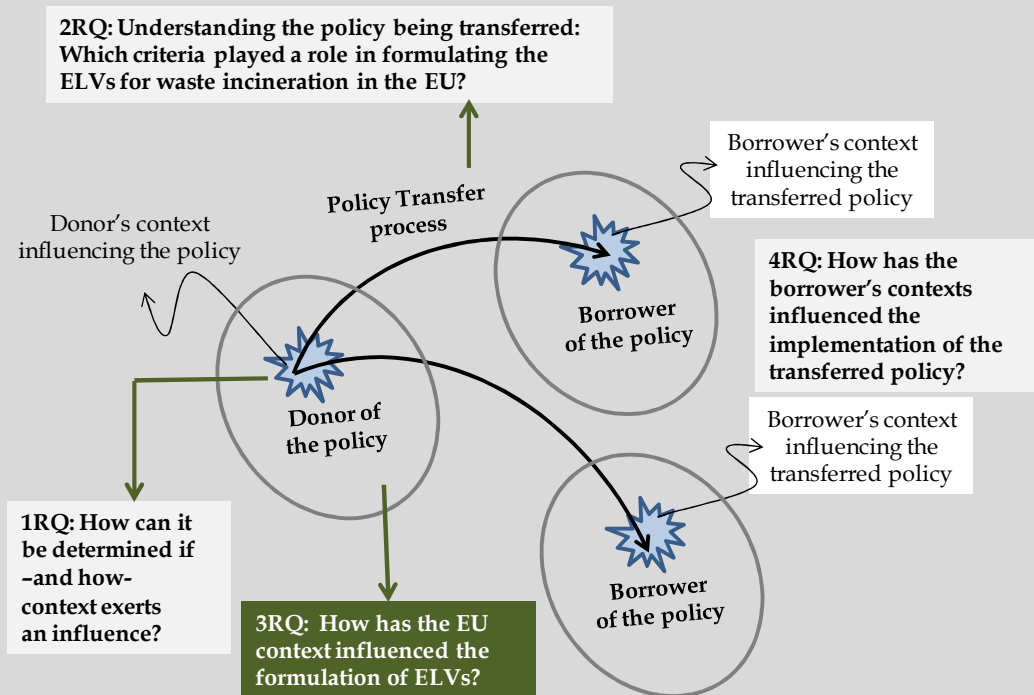 2RQ: Understanding the policy being transferred:
Which criteria played a role in formulating the
ELVs for waste incineration in the EU?
Borrower's context
influencing the
transferred policy
Policy Transfer
process
Donor's context
influencing the policy
4RQ: How has the
borrower's contexts
influenced the
implementation of the
transferred policy?
Borrower
of the policy
Donor of
the policy
Borrower's context
influencing the
transferred policy
1RQ: How can it
be determined if
–and how-
context exerts
an influence?
Borrower
of the policy
3RQ: How has the EU
context influenced the
formulation of ELVs?